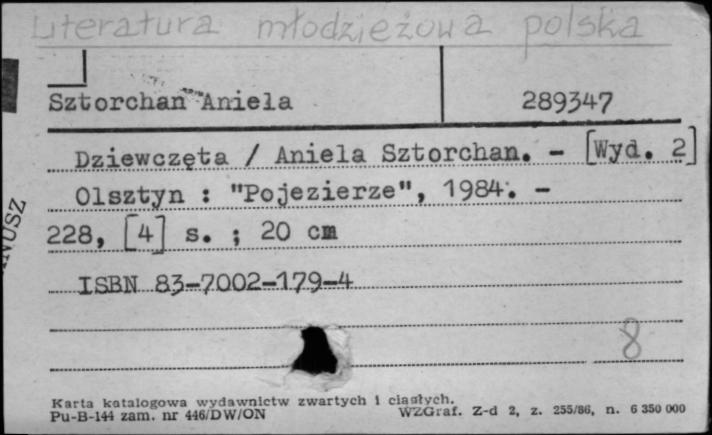 Literatura młodzieżowa polska
Sztorchan Aniela 289347
Dziewczęta / Aniela Sztorchan. - [Wyd. 2]
Olsztyn : "Pojezierze", 1984. -
228, [4] s. ; 20 cm
ISBN 83-7002-179-4
8
Karta katalogowa wydawnictw zwartych i ciągłych.
Pu-B-144 zam. nr 446/DW/ON WZGraf. Z-d 2, z. 255/86, n. 6 350 000